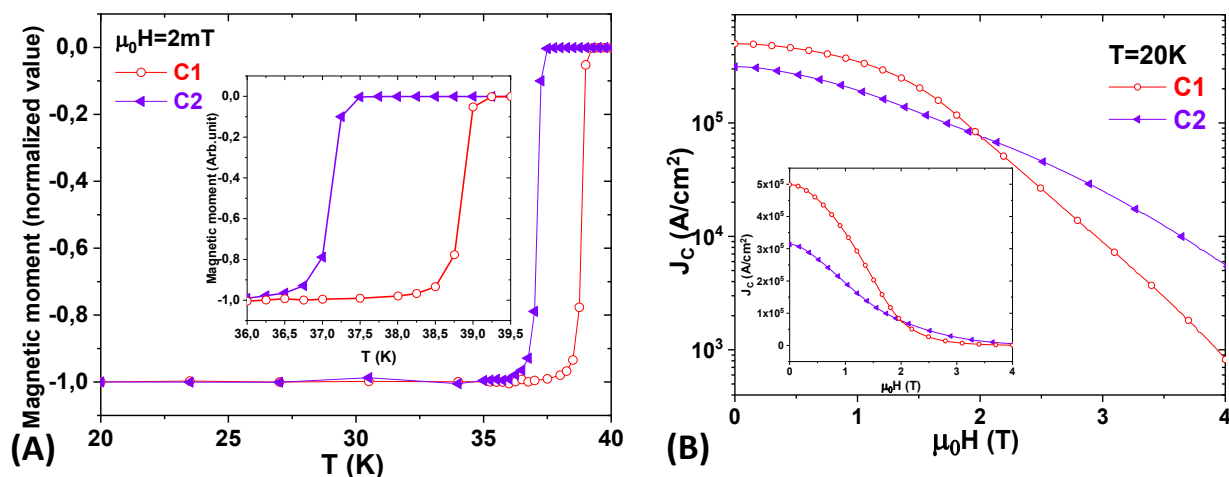 μ₀H=2mT
C1
C2
Magnetic moment (normalized value)
0,0
-0,2
-0,4
-0,6
-0,8
-1,0
20
25
30
35
40
T (K)
(A)
Magnetic moment (Arb.unit)
0,0
-0,2
-0,4
-0,6
-0,8
-1,0
36,0
36,5
37,0
37,5
38,0
38,5
39,0
39,5
T (K)
T=20K
C1
C2
J_C (A/cm²)
10⁵
10⁴
10³
0
1
2
3
4
μ₀H (T)
(B)
J_C (A/cm²)
5x10⁵
4x10⁵
3x10⁵
2x10⁵
1x10⁵
0
0
1
2
3
4
μ₀H (T)